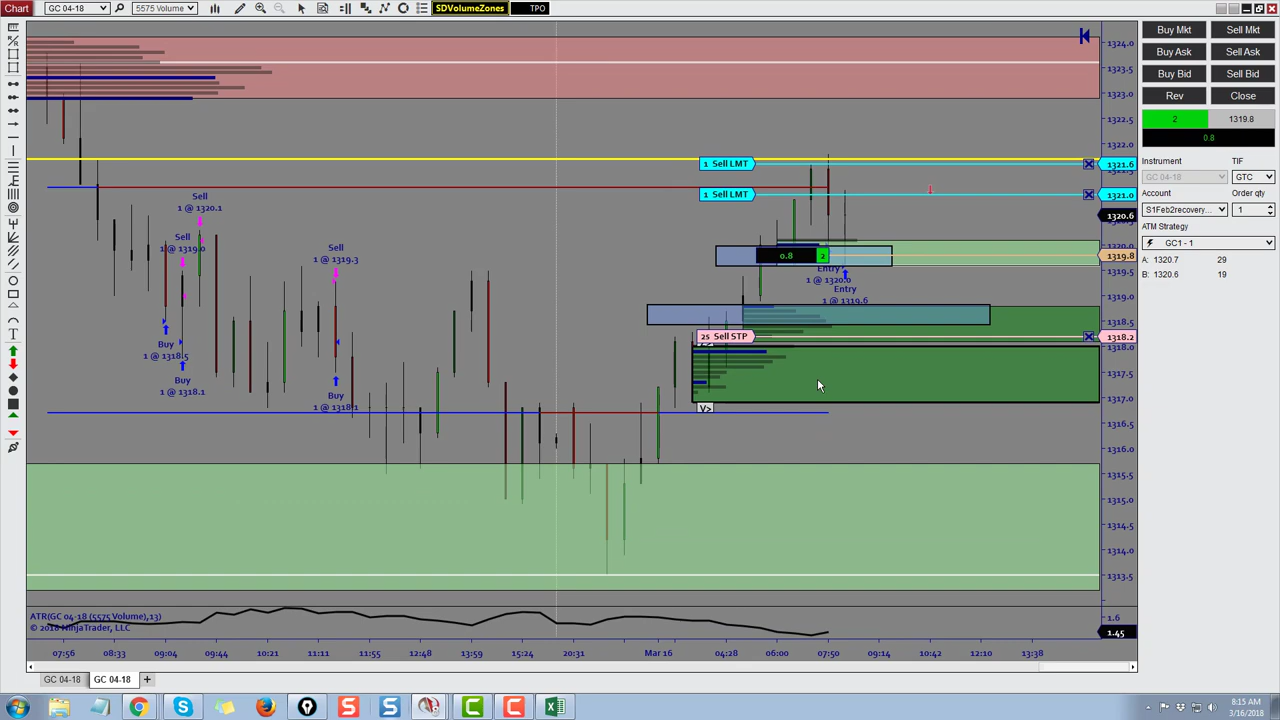 Chart
GC 04-18
5575 Volume
SDVolumeZones
TPO
1324.0
1323.5
1323.0
1322.5
1322.0
1 Sell LMT
1321.6
1 Sell LMT
1321.0
1320.6
1320.0
0.8
2
1319.8
1319.5
1319.0
1318.5
2s Sell STP
1318.2
1318.0
1317.5
1317.0
1316.5
1316.0
1315.5
1315.0
1314.5
1314.0
1313.5
Sell
1 @ 1320.1
Sell
1 @ 1319.0
Sell
1 @ 1319.3
Entry
1 @ 1320.0
Entry
1 @ 1319.6
Buy
1 @ 1318.5
Buy
1 @ 1318.1
Buy
1 @ 1318.1
V>
ATR(GC 04-18 (5575 Volume),13)
© 2018 NinjaTrader, LLC
1.6
1.45
07:56 08:33 09:04 09:44 10:21 11:11 11:55 12:48 13:59 15:24 20:31 Mar 16 04:28 06:00 07:50 09:14 10:42 12:10 13:38
GC 04-18 GC 04-18 +
Buy Mkt Sell Mkt
Buy Ask Sell Ask
Buy Bid Sell Bid
Rev Close
2 1319.8
0.8
Instrument TIF
GC 04-18 GTC
Account Order qty
S1Feb2recovery... 1
ATM Strategy
GC1 - 1
A: 1320.7 29
B: 1320.6 19
8:15 AM
3/16/2018